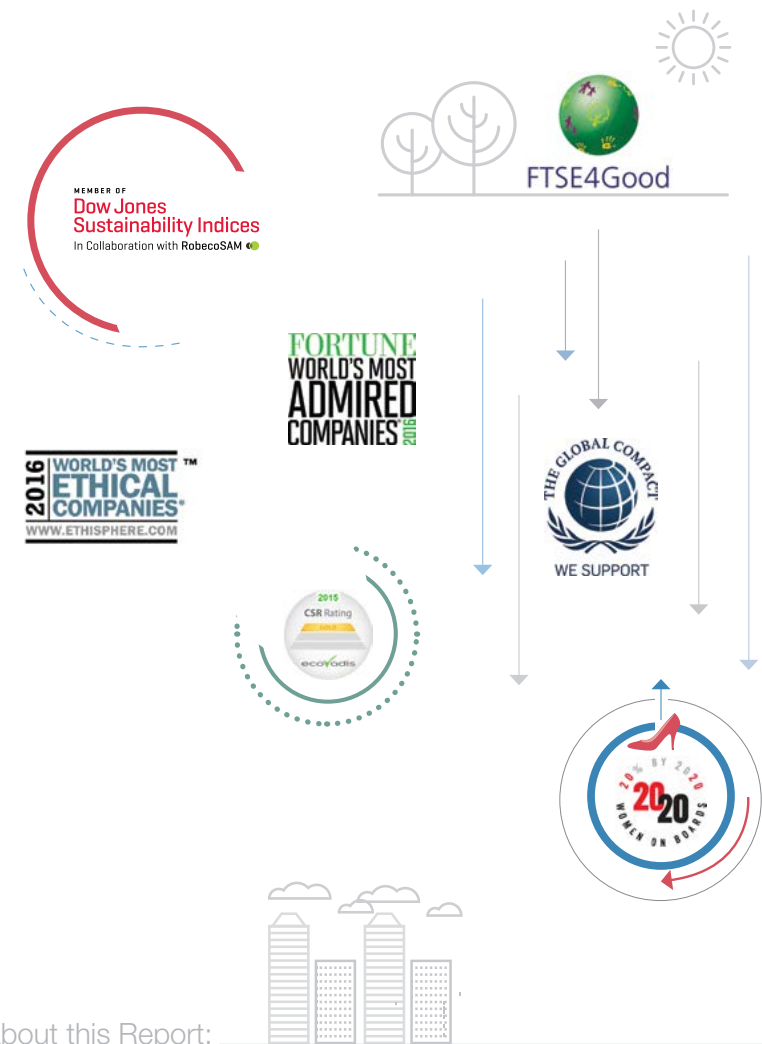 FTSE4Good
MEMBER OF
Dow Jones
Sustainability Indices
In Collaboration with RobecoSAM
FORTUNE
WORLD'S MOST
ADMIRED
COMPANIES®
2016
2016
WORLD'S MOST ™
ETHICAL
COMPANIES®
WWW.ETHISPHERE.COM
THE GLOBAL COMPACT
WE SUPPORT
2015
CSR Rating
GOLD
ecovadis
20% BY 2020
2020
WOMEN ON BOARDS
bout this Report: